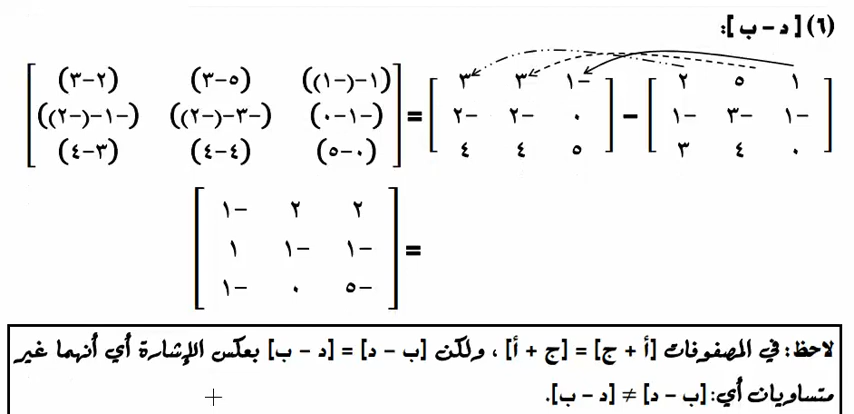 (٦) [د – ب]:
١ ٥ ٢ –١ ٣ ٣ (١–(–١)) (٥–٣) (٢–٣)
–١ –٣ –١ – ٠ –٢ –٢ = (–١–٠) (–٣–(–٢)) (–١–(–٢))
٠ ٤ ٣ ٥ ٤ ٤ (٠–٥) (٤–٤) (٣–٤)
٢ ٢ –١
= –١ –١ ١
–٥ ٠ –١
لاحظ: في المصفوفات [أ + ج] = [ج + أ] ، ولكن [ب – د] = [د – ب] بعكس الإشارة أي أنهما غير
متساويات أي: [ب – د] ≠ [د – ب].